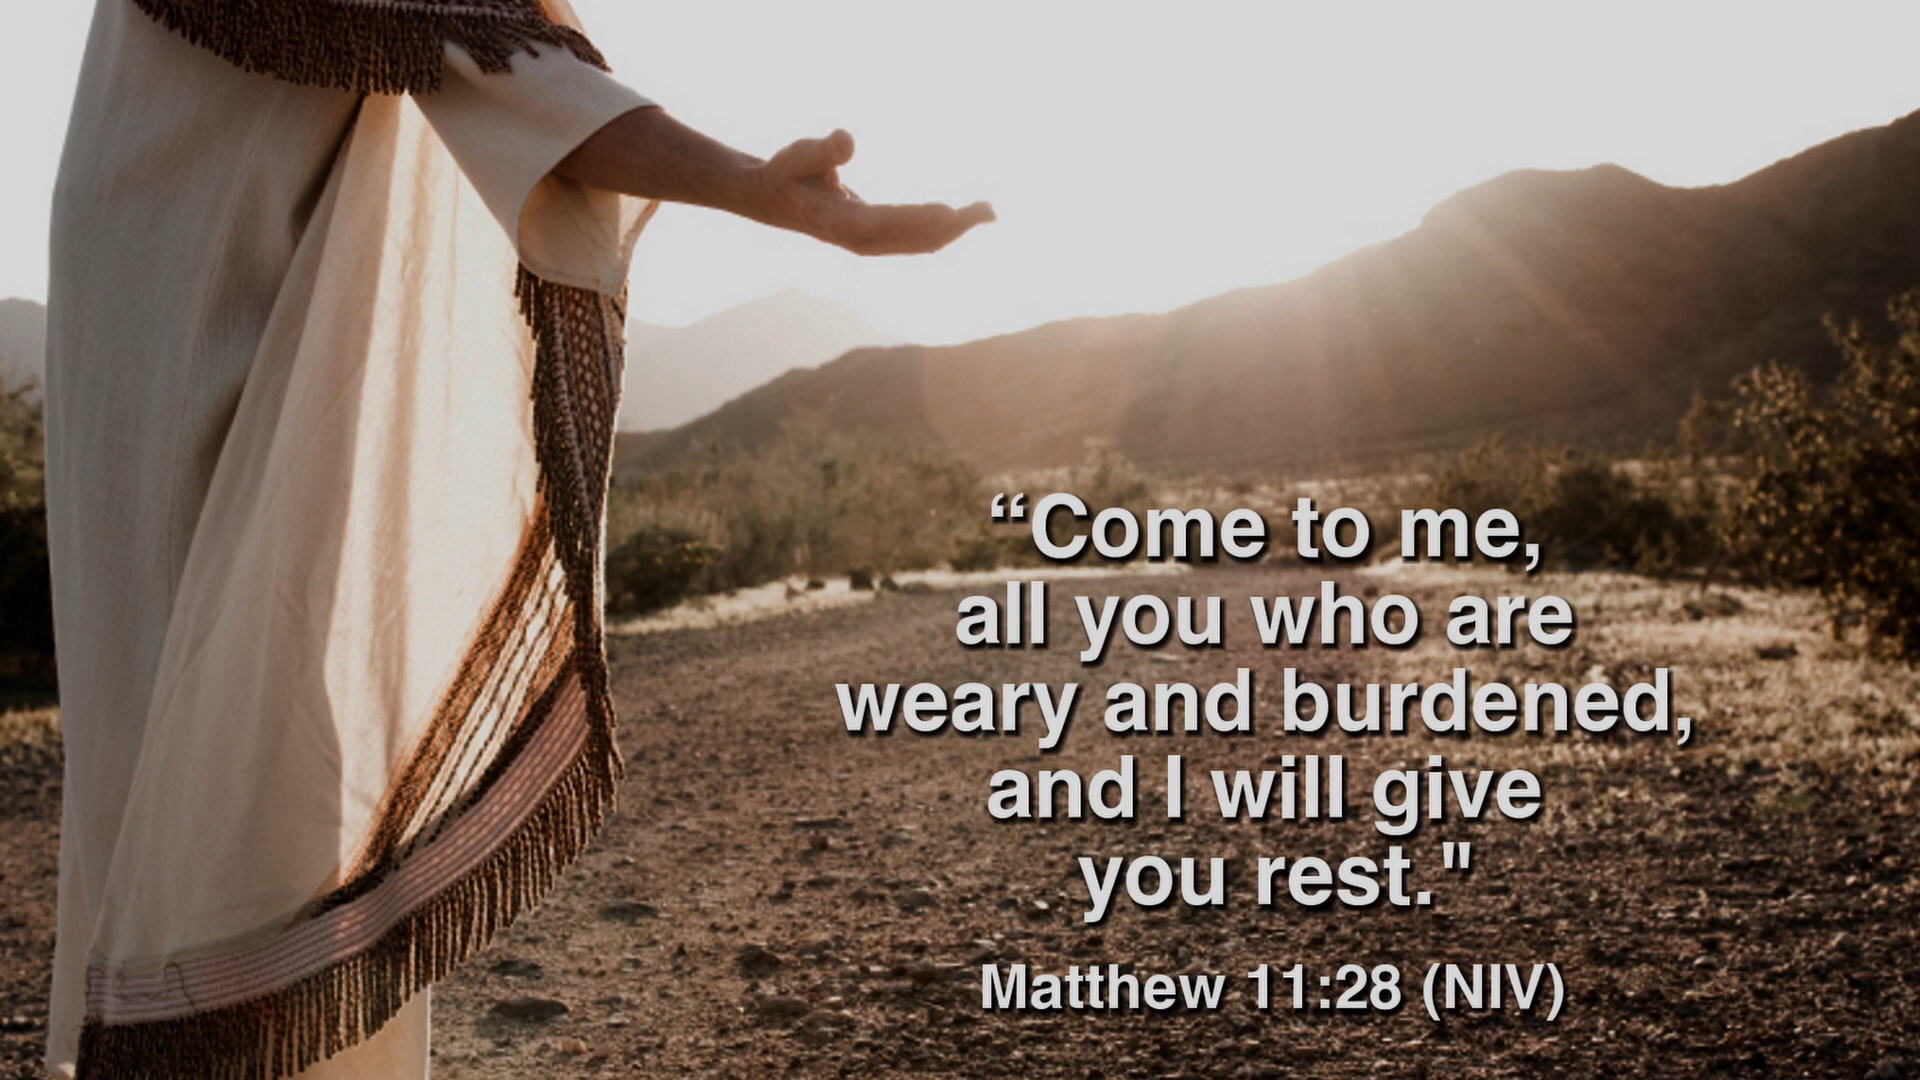 “Come to me,
all you who are
weary and burdened,
and I will give
you rest."
Matthew 11:28 (NIV)